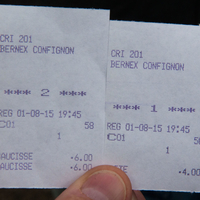 CRI 201
BERNEX CONFIGNON
*** 2 ***
REG 01-08-15 19:45
C01 58
1
AUCISSE ·6.00
AUCISSE ·6.00
CRI 201
BERNEX CONFIGNON
*** 1 ***
REG 01-08-15 19:45
C01 58
1
·4.00